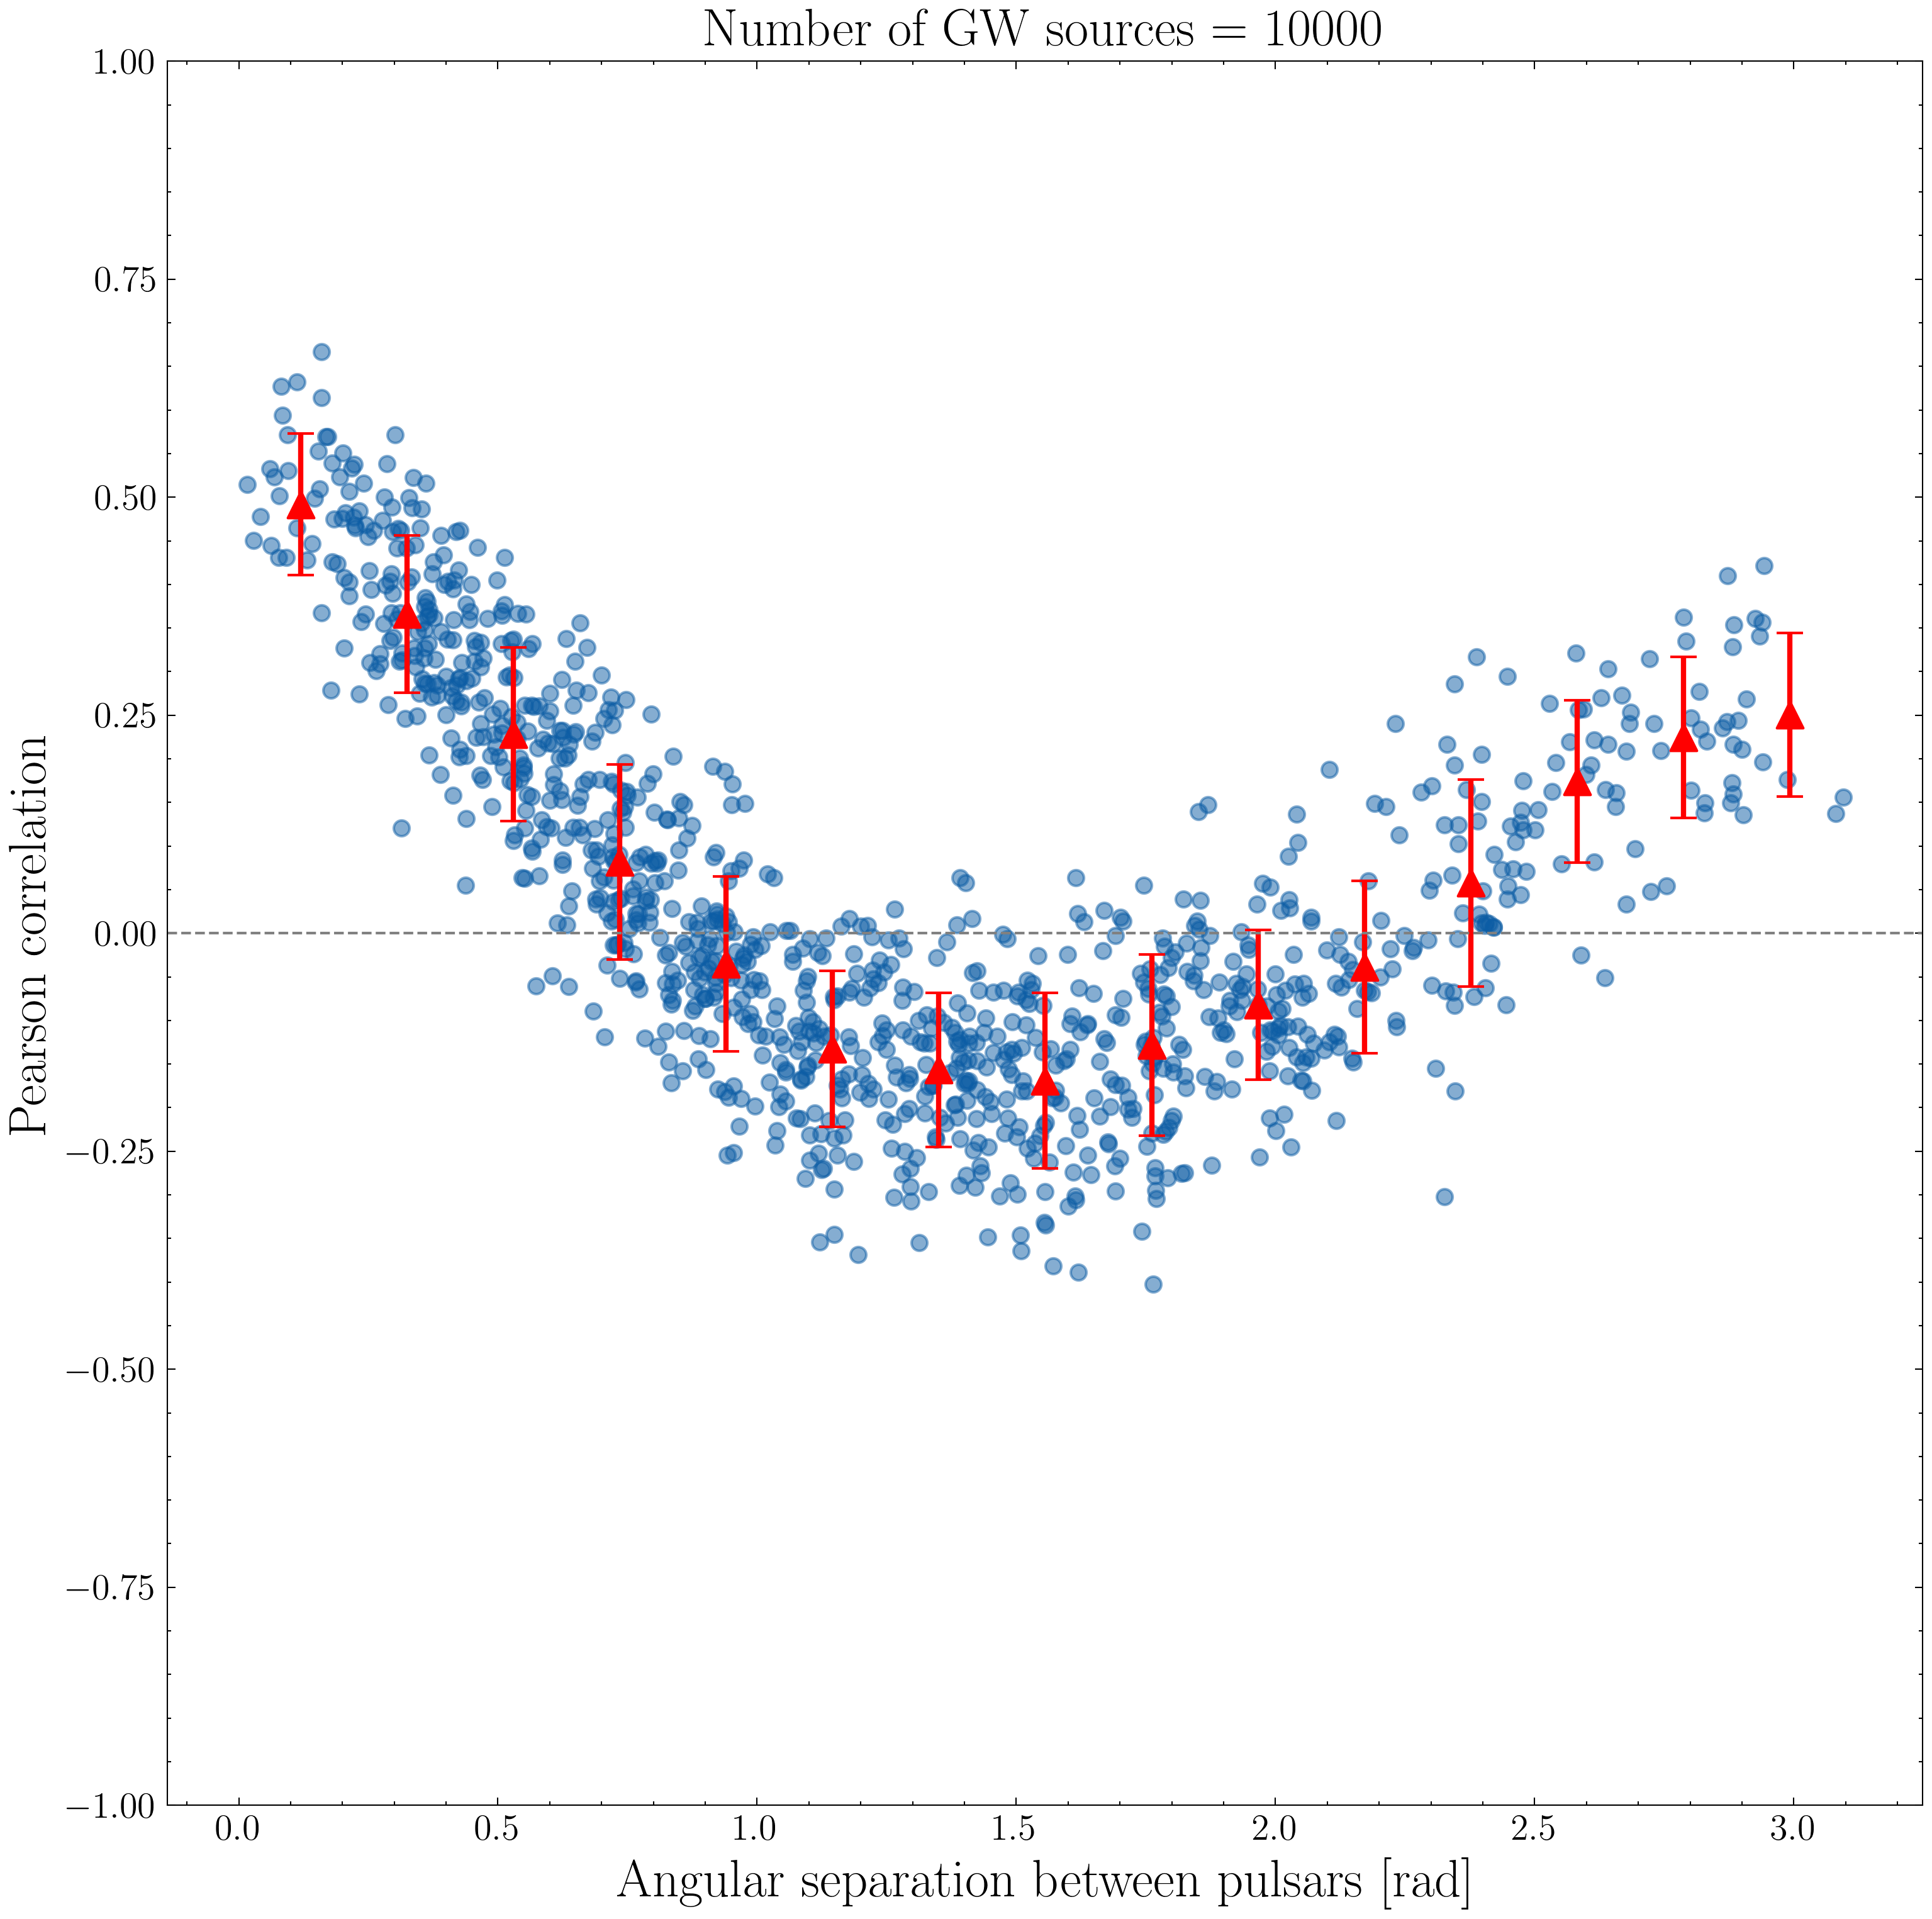 Number of GW sources = 10000
1.00
0.75
0.50
0.25
0.00
−0.25
−0.50
−0.75
−1.00
Pearson correlation
0.0 0.5 1.0 1.5 2.0 2.5 3.0
Angular separation between pulsars [rad]